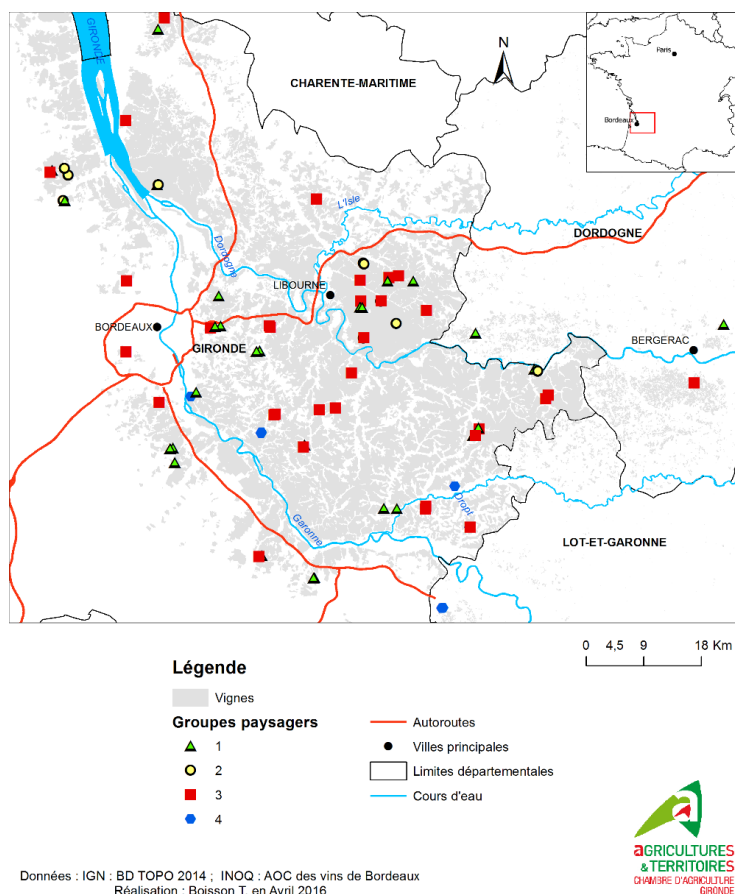 GIRONDE
N
Paris
CHARENTE-MARITIME
Bordeaux
L'Isle
Dordogne
DORDOGNE
LIBOURNE
BORDEAUX
GIRONDE
BERGERAC
Dropt
Garonne
LOT-ET-GARONNE
0 4,5 9 18 Km
Légende
Vignes
Groupes paysagers
1
2
3
4
Autoroutes
Villes principales
Limites départementales
Cours d'eau
a
aGRICULTURES
& TERRITOIRES
CHAMBRE D'AGRICULTURE
GIRONDE
Données : IGN : BD TOPO 2014 ; INOQ : AOC des vins de Bordeaux
Réalisation : Boisson T. en Avril 2016